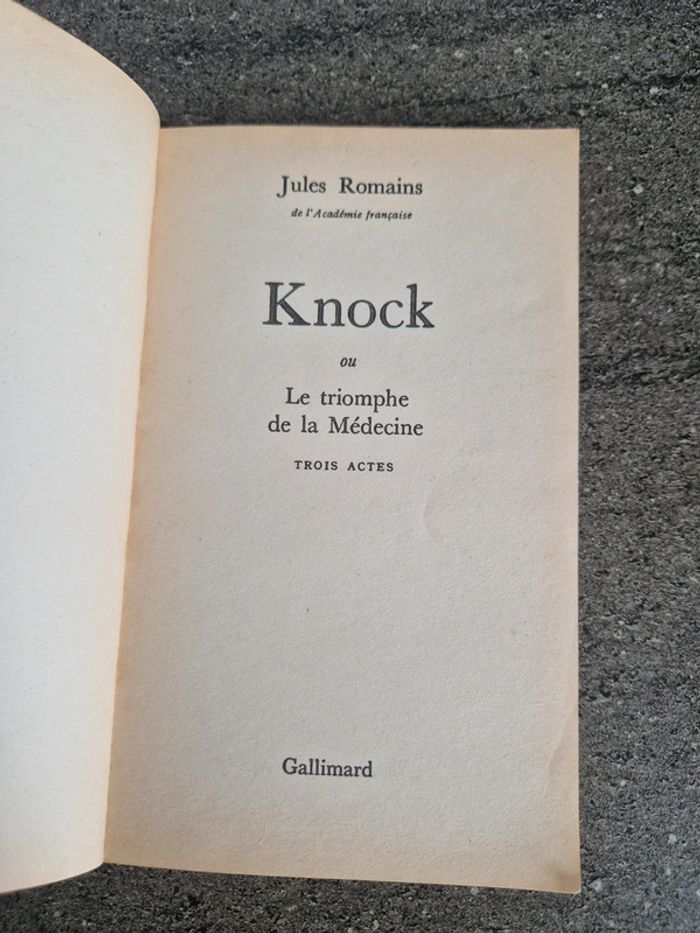 Jules Romains
de l'Académie française
Knock
ou
Le triomphe
de la Médecine
TROIS ACTES
Gallimard